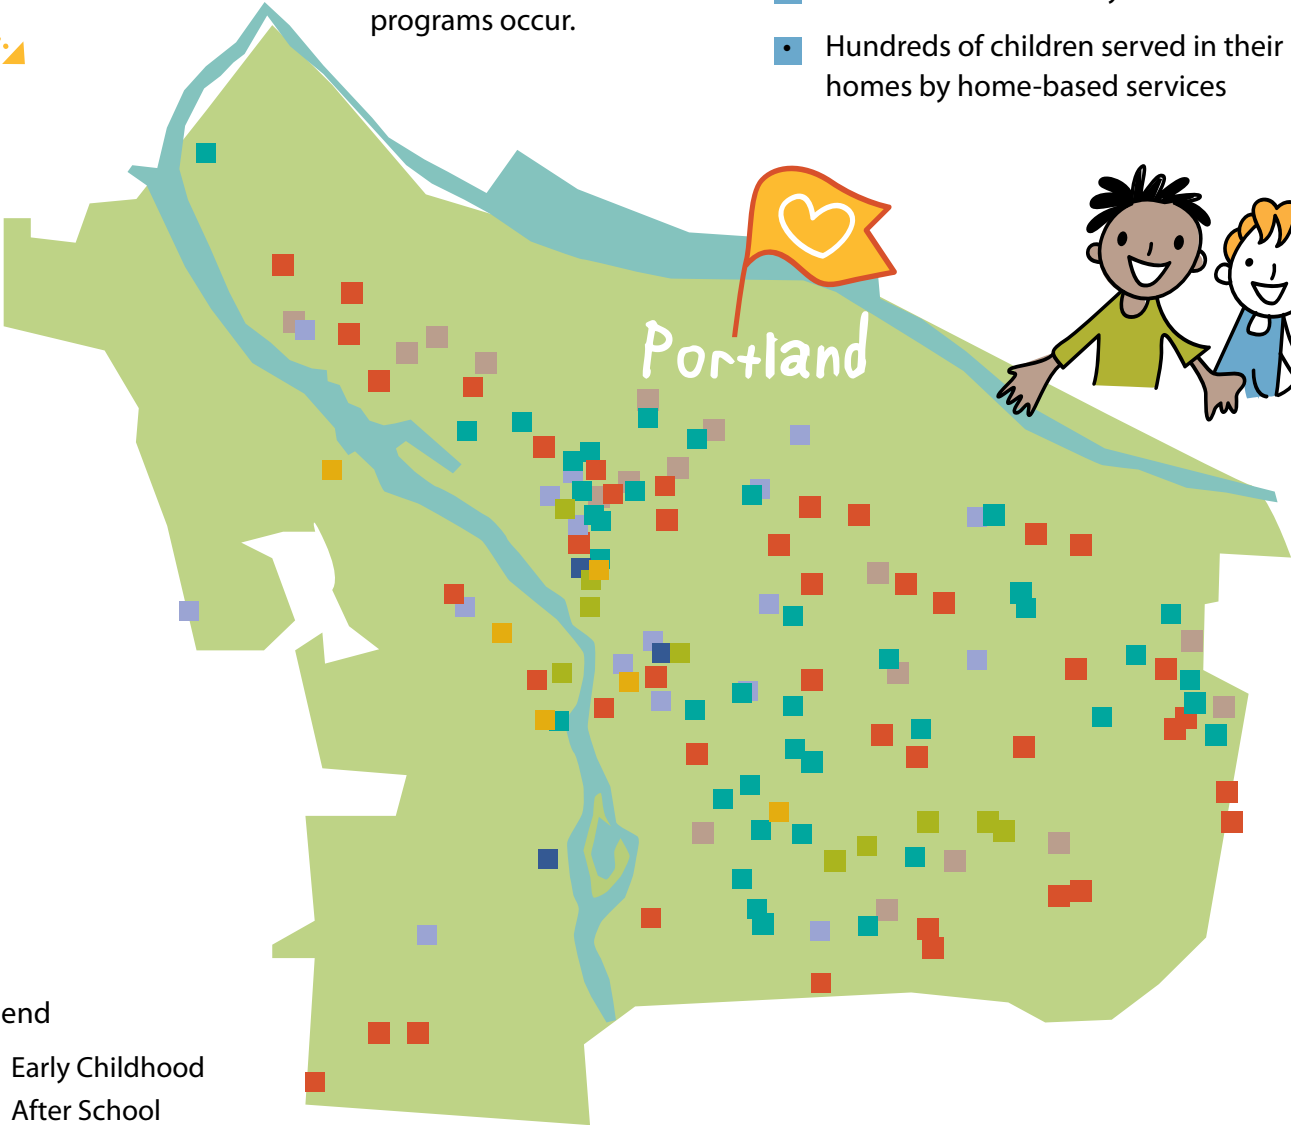 programs occur.
Hundreds of children served in their
homes by home-based services
Portland
end
Early Childhood
After School